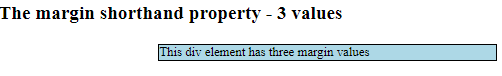 The margin shorthand property - 3 values
This div element has three margin values